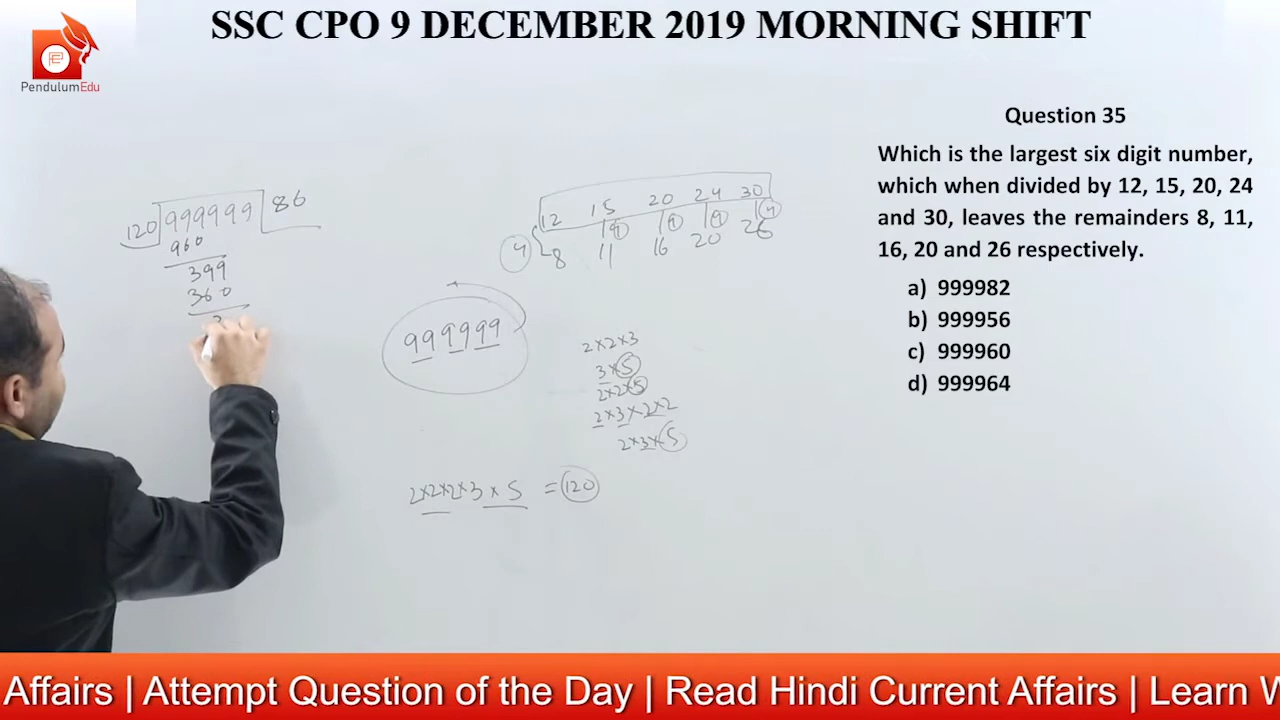 SSC CPO 9 DECEMBER 2019 MORNING SHIFT
PendulumEdu
Question 35
Which is the largest six digit number,
which when divided by 12, 15, 20, 24
and 30, leaves the remainders 8, 11,
16, 20 and 26 respectively.
a) 999982
b) 999956
c) 999960
d) 999964
120 999999 86
960
399
360
12 15 20 24 30
4 4 4 4 4
8 11 16 20 26
999999
2×2×3
3×5
2×2×5
2×3×2×2
2×3×5
2×2×2×3×5 = 120
Affairs | Attempt Question of the Day | Read Hindi Current Affairs | Learn